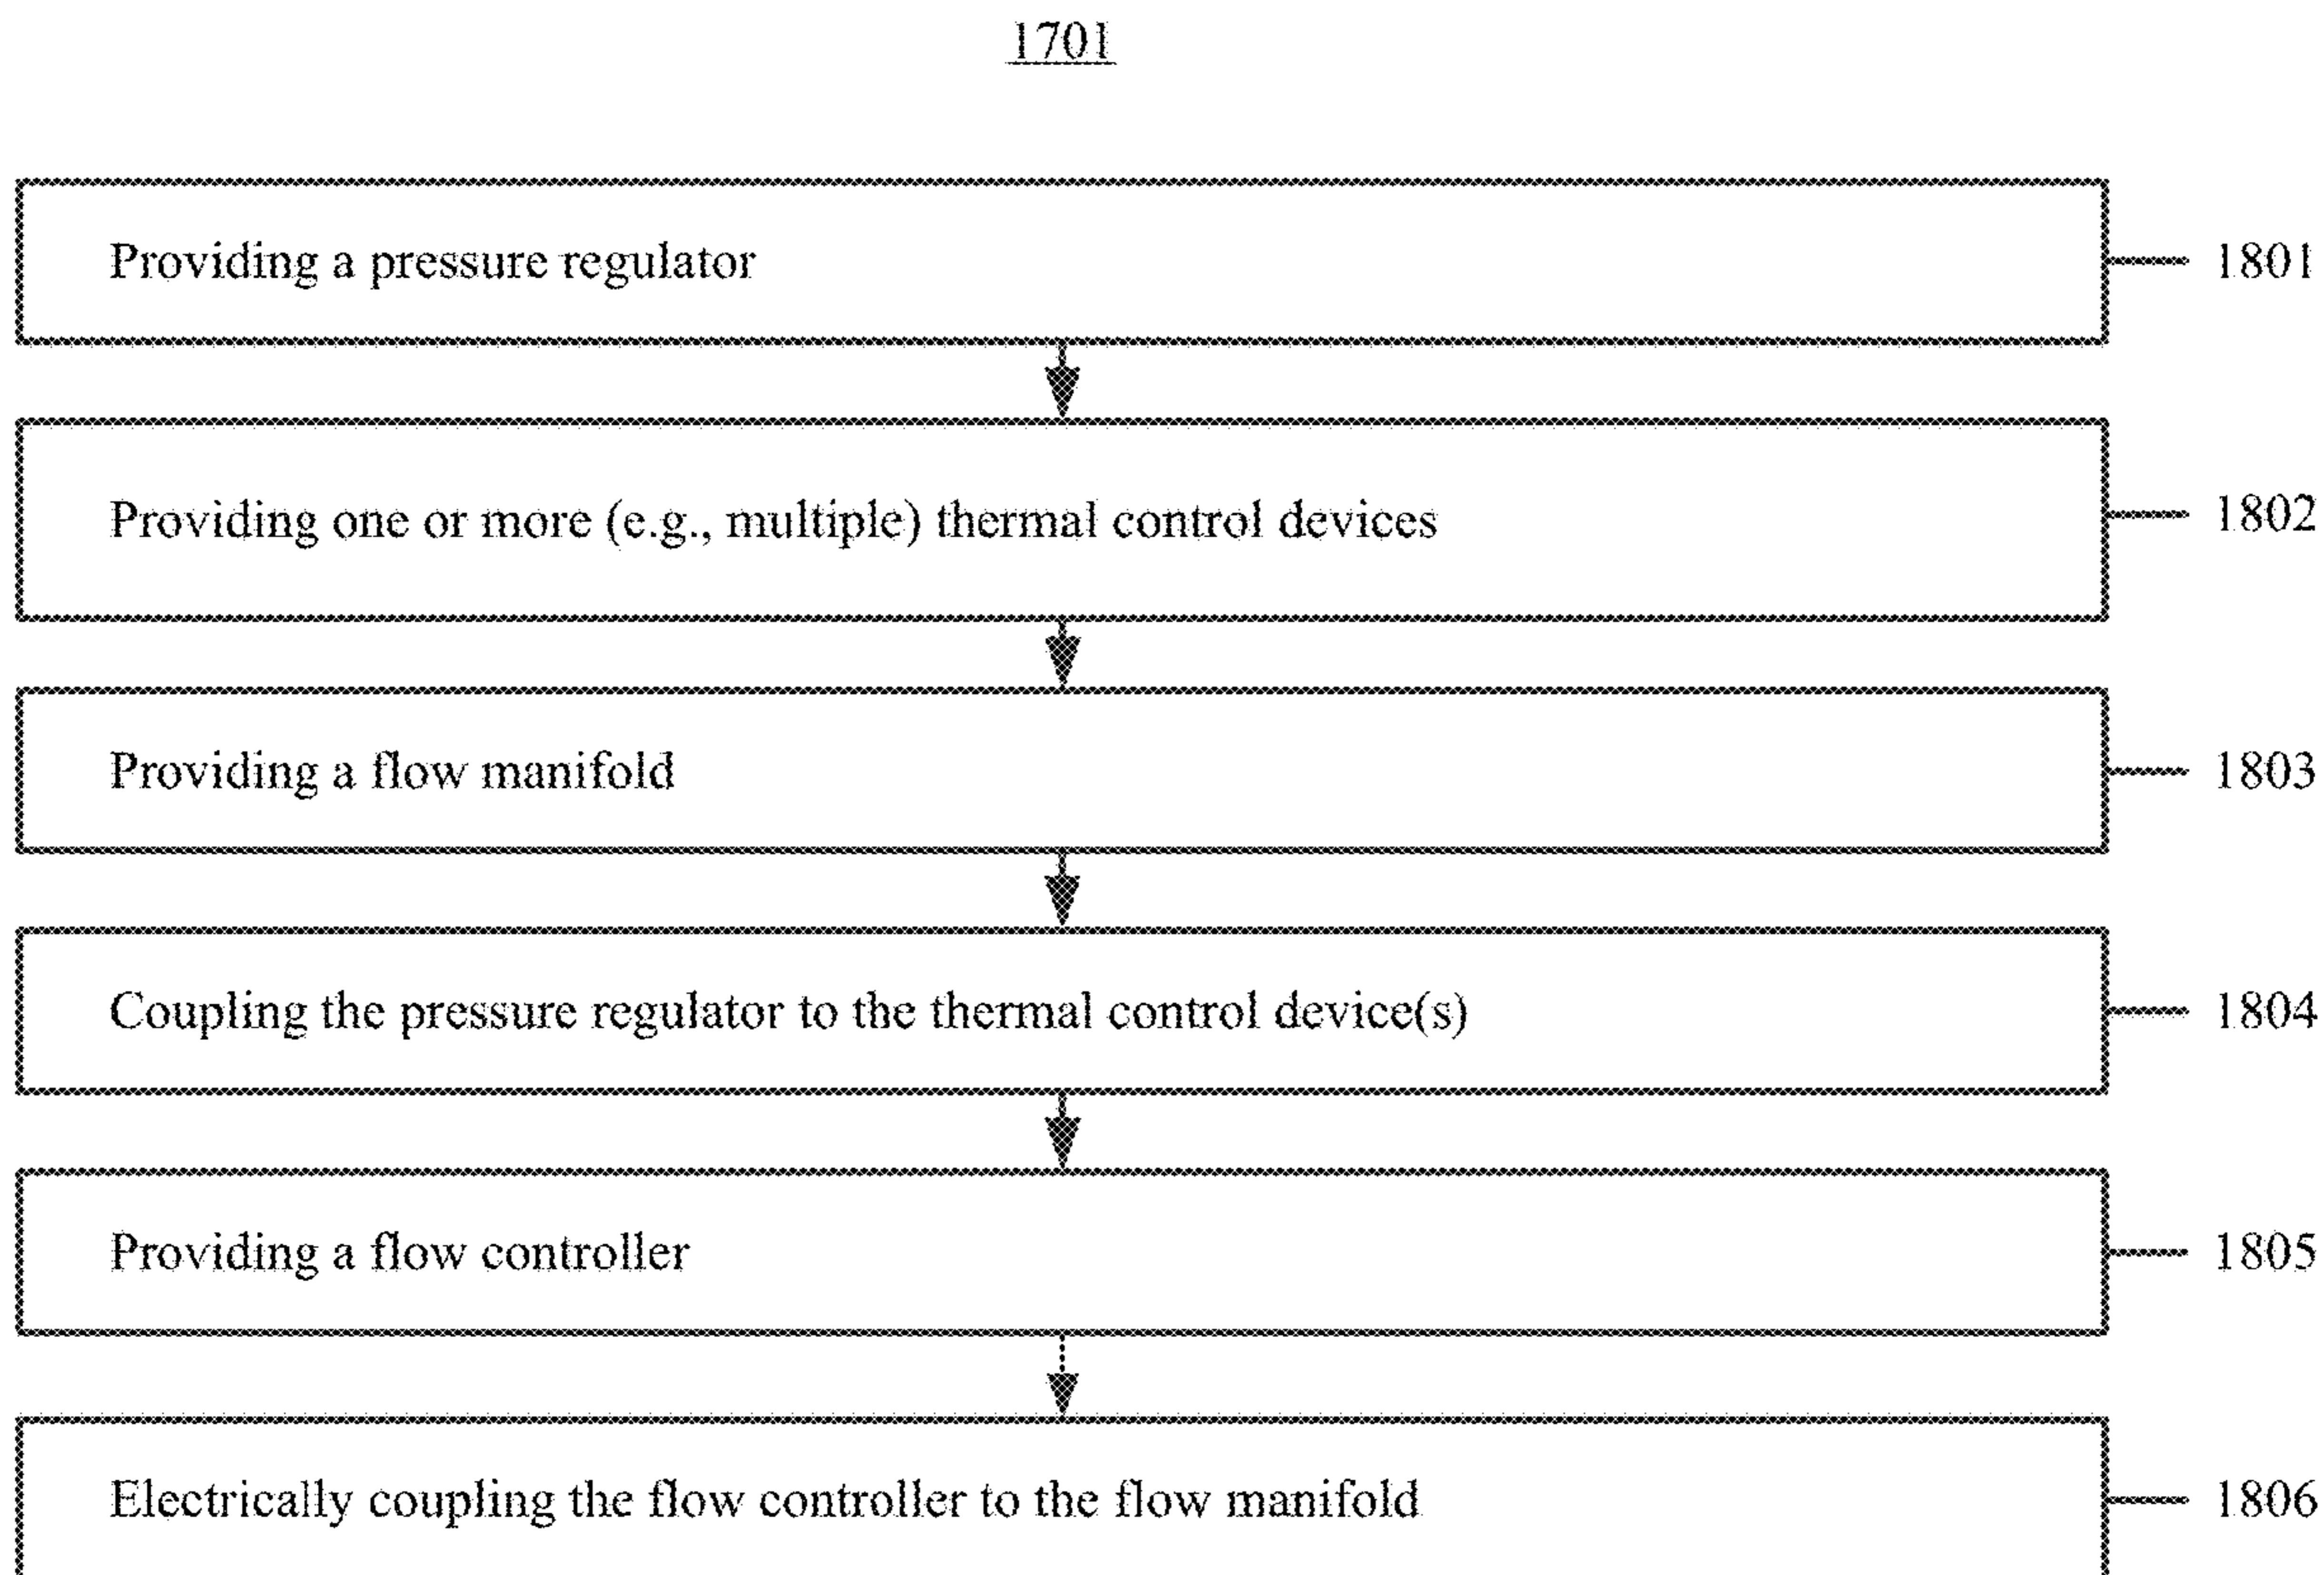 1701
Providing a pressure regulator 1801
Providing one or more (e.g., multiple) thermal control devices 1802
Providing a flow manifold 1803
Coupling the pressure regulator to the thermal control device(s) 1804
Providing a flow controller 1805
Electrically coupling the flow controller to the flow manifold 1806